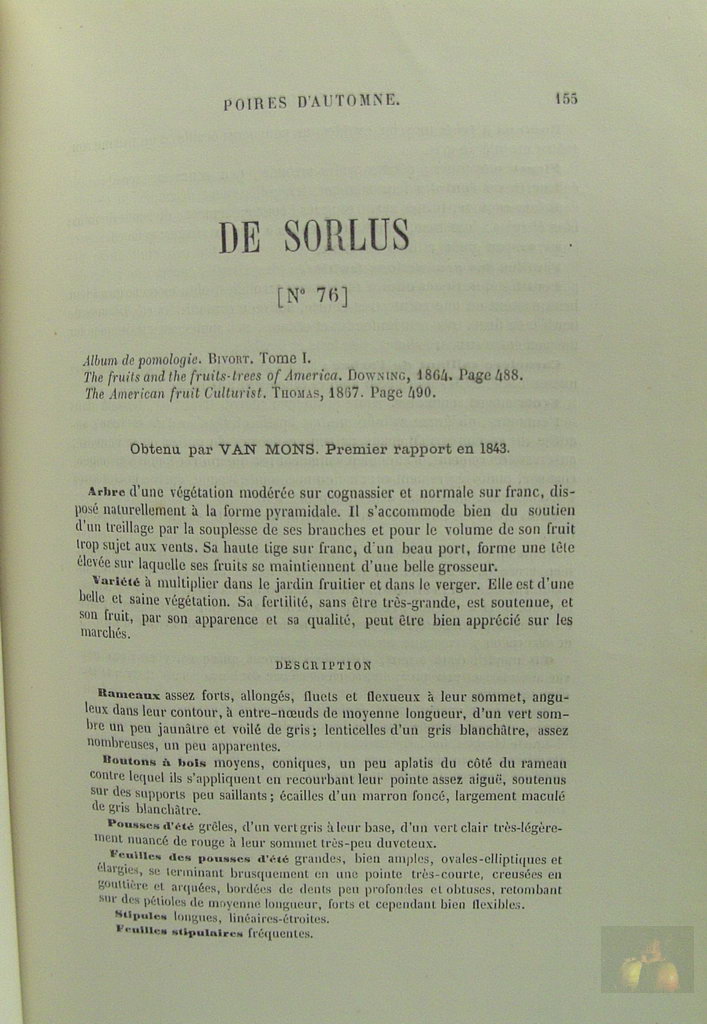 POIRES D'AUTOMNE. 155
DE SORLUS
[N° 76]
Album de pomologie. BIVORT. Tome I.
The fruits and the fruits-trees of America. DOWNING, 1864. Page 488.
The American fruit Culturist. THOMAS, 1867. Page 490.
Obtenu par VAN MONS. Premier rapport en 1843.
Arbre d'une végétation modérée sur cognassier et normale sur franc, dis-
posé naturellement à la forme pyramidale. Il s'accommode bien du soutien
d'un treillage par la souplesse de ses branches et pour le volume de son fruit
trop sujet aux vents. Sa haute tige sur franc, d'un beau port, forme une tête
élevée sur laquelle ses fruits se maintiennent d'une belle grosseur.
Variété à multiplier dans le jardin fruitier et dans le verger. Elle est d'une
belle et saine végétation. Sa fertilité, sans être très-grande, est soutenue, et
son fruit, par son apparence et sa qualité, peut être bien apprécié sur les
marchés.
DESCRIPTION
Rameaux assez forts, allongés, fluets et flexueux à leur sommet, angu-
leux dans leur contour, à entre-nœuds de moyenne longueur, d'un vert som-
bre un peu jaunâtre et voilé de gris; lenticelles d'un gris blanchâtre, assez
nombreuses, un peu apparentes.
Boutons à bois moyens, coniques, un peu aplatis du côté du rameau
contre lequel ils s'appliquent en recourbant leur pointe assez aiguë, soutenus
sur des supports peu saillants; écailles d'un marron foncé, largement maculé
de gris blanchâtre.
Pousses d'été grêles, d'un vert gris à leur base, d'un vert clair très-légère-
ment nuancé de rouge à leur sommet très-peu duveteux.
Feuilles des pousses d'été grandes, bien amples, ovales-elliptiques et
élargies, se terminant brusquement en une pointe très-courte, creusées en
gouttière et arquées, bordées de dents peu profondes et obtuses, retombant
sur des pétioles de moyenne longueur, forts et cependant bien flexibles.
Stipules longues, linéaires-étroites.
Feuilles stipulaires fréquentes.